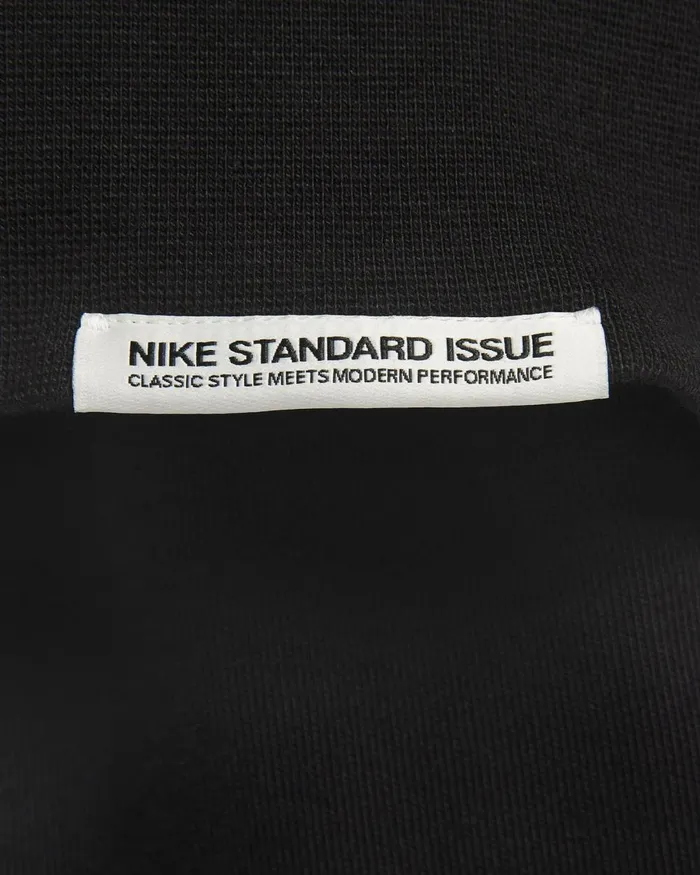 NIKE STANDARD ISSUE
CLASSIC STYLE MEETS MODERN PERFORMANCE